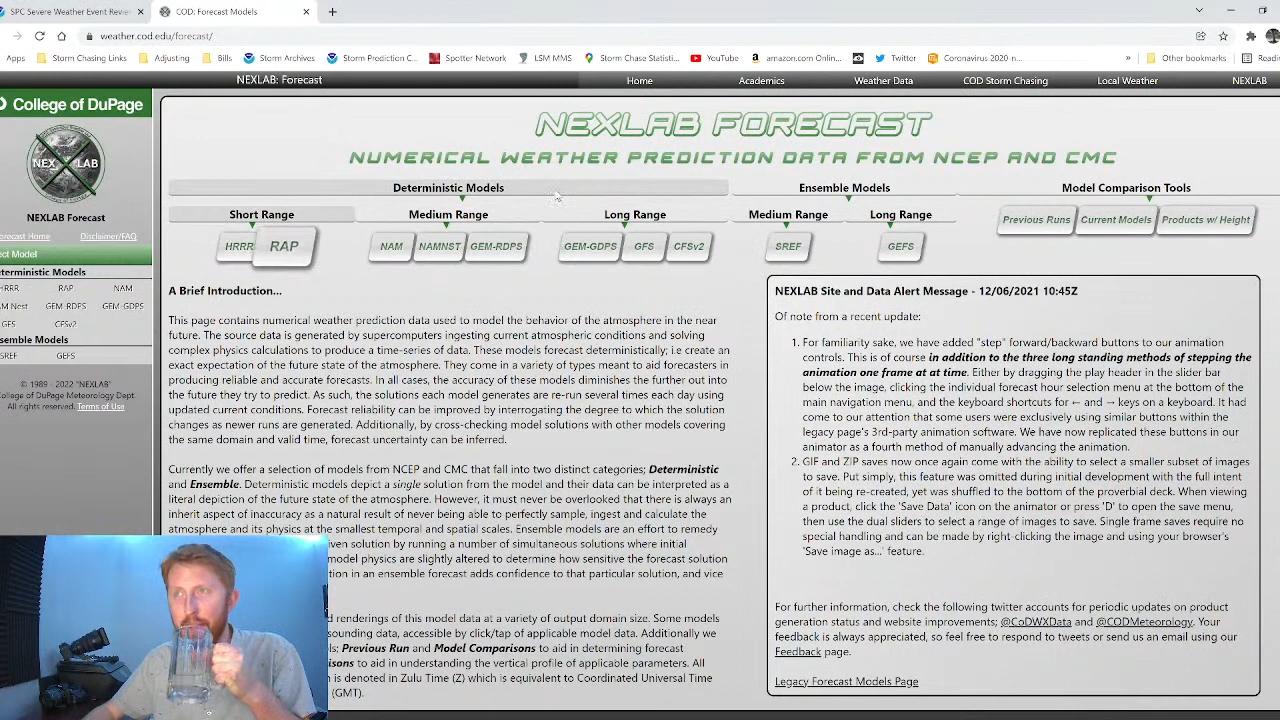 SPC Severe Weather Event Review
COD: Forecast Models
weather.cod.edu/forecast/
Apps Storm Chasing Links Adjusting Bills Storm Archives Storm Prediction C... Spotter Network LSM MMS Storm Chase Statisti... YouTube amazon.com Onlin... Twitter Coronavirus 2020 n... » Other bookmarks Readin
NEXLAB: Forecast Home Academics Weather Data COD Storm Chasing Local Weather NEXLAB
College of DuPage
NEX LAB
NEXLAB Forecast
orecast Home Disclaimer/FAQ
ect Model
Deterministic Models
HRRR RAP NAM
AM Nest GEM-RDPS GEM-GDPS
GFS CFSv2
nsemble Models
SREF GEFS
© 1989 - 2022 "NEXLAB"
College of DuPage Meteorology Dept.
All rights reserved. Terms of Use
NEXLAB FORECAST
NUMERICAL WEATHER PREDICTION DATA FROM NCEP AND CMC
Deterministic Models Ensemble Models Model Comparison Tools
Short Range Medium Range Long Range Medium Range Long Range
Previous Runs Current Models Products w/ Height
HRRR RAP NAM NAMNST GEM-RDPS GEM-GDPS GFS CFSv2 SREF GEFS
A Brief Introduction...
This page contains numerical weather prediction data used to model the behavior of the atmosphere in the near
future. The source data is generated by supercomputers ingesting current atmospheric conditions and solving
complex physics calculations to produce a time-series of data. These models forecast deterministically; i.e create an
exact expectation of the future state of the atmosphere. They come in a variety of types meant to aid forecasters in
producing reliable and accurate forecasts. In all cases, the accuracy of these models diminishes the further out into
the future they try to predict. As such, the solutions each model generates are re-run several times each day using
updated current conditions. Forecast reliability can be improved by interrogating the degree to which the solution
changes as newer runs are generated. Additionally, by cross-checking model solutions with other models covering
the same domain and valid time, forecast uncertainty can be inferred.
Currently we offer a selection of models from NCEP and CMC that fall into two distinct categories; Deterministic
and Ensemble. Deterministic models depict a single solution from the model and their data can be interpreted as a
literal depiction of the future state of the atmosphere. However, it must never be overlooked that there is always an
inherit aspect of inaccuracy as a natural result of never being able to perfectly sample, ingest and calculate the
atmosphere and its physics at the smallest temporal and spatial scales. Ensemble models are an effort to remedy
ven solution by running a number of simultaneous solutions where initial
model physics are slightly altered to determine how sensitive the forecast solution
tion in an ensemble forecast adds confidence to that particular solution, and vice
d renderings of this model data at a variety of output domain size. Some models
sounding data, accessible by click/tap of applicable model data. Additionally we
ls; Previous Run and Model Comparisons to aid in determining forecast
risons to aid in understanding the vertical profile of applicable parameters. All
n is denoted in Zulu Time (Z) which is equivalent to Coordinated Universal Time
(GMT).
NEXLAB Site and Data Alert Message - 12/06/2021 10:45Z
Of note from a recent update:
1. For familiarity sake, we have added "step" forward/backward buttons to our animation
controls. This is of course in addition to the three long standing methods of stepping the
animation one frame at at time. Either by dragging the play header in the slider bar
below the image, clicking the individual forecast hour selection menu at the bottom of the
main navigation menu, and the keyboard shortcuts for ← and → keys on a keyboard. It had
come to our attention that some users were exclusively using similar buttons within the
legacy page's 3rd-party animation software. We have now replicated these buttons in our
animator as a fourth method of manually advancing the animation.
2. GIF and ZIP saves now once again come with the ability to select a smaller subset of images
to save. Put simply, this feature was omitted during initial development with the full intent
of it being re-created, yet was shuffled to the bottom of the proverbial deck. When viewing
a product, click the 'Save Data' icon on the animator or press 'D' to open the save menu,
then use the dual sliders to select a range of images to save. Single frame saves require no
special handling and can be made by right-clicking the image and using your browser's
'Save image as...' feature.
For further information, check the following twitter accounts for periodic updates on product
generation status and website improvements; @CoDWXData and @CODMeteorology. Your
feedback is always appreciated, so feel free to respond to tweets or send us an email using our
Feedback page.
Legacy Forecast Models Page